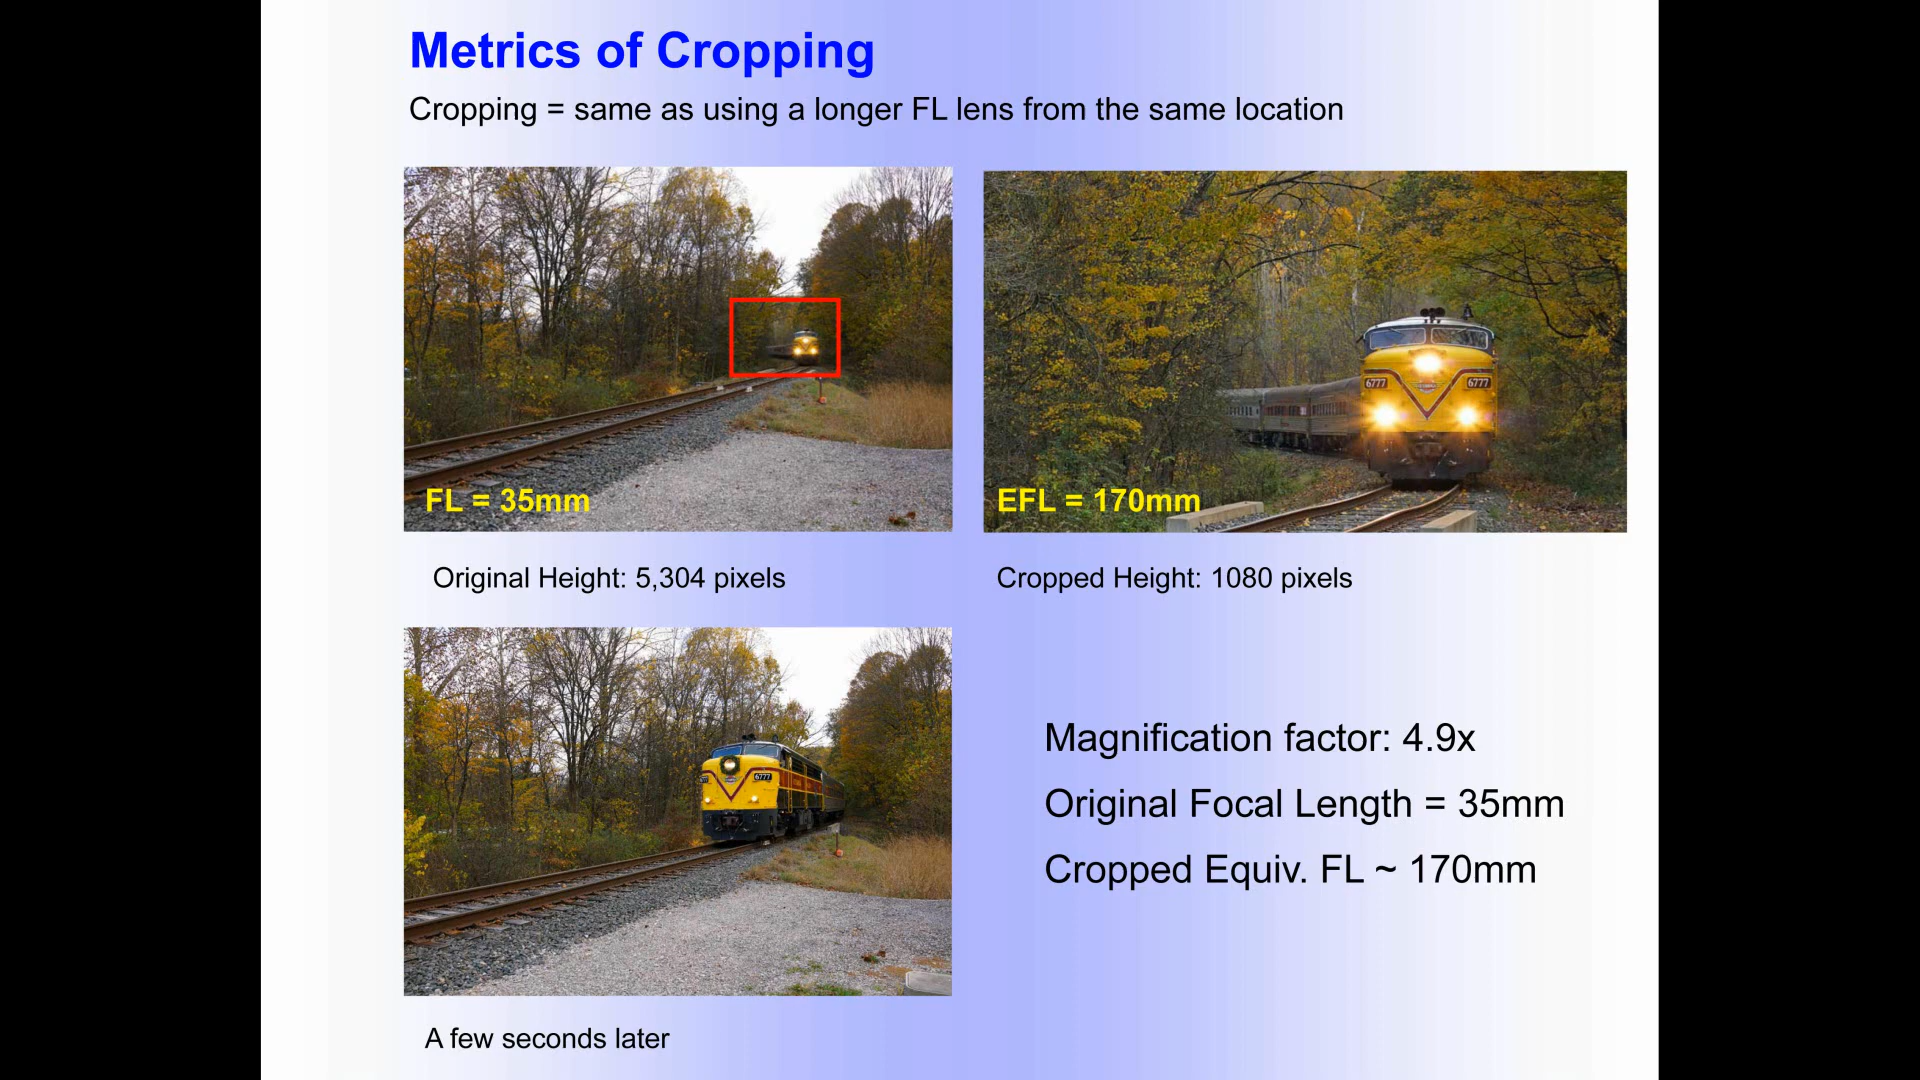 Metrics of Cropping
Cropping = same as using a longer FL lens from the same location
FL = 35mm
6777
6777
EFL = 170mm
Original Height: 5,304 pixels
Cropped Height: 1080 pixels
6777
Magnification factor: 4.9x
Original Focal Length = 35mm
Cropped Equiv. FL ~ 170mm
A few seconds later